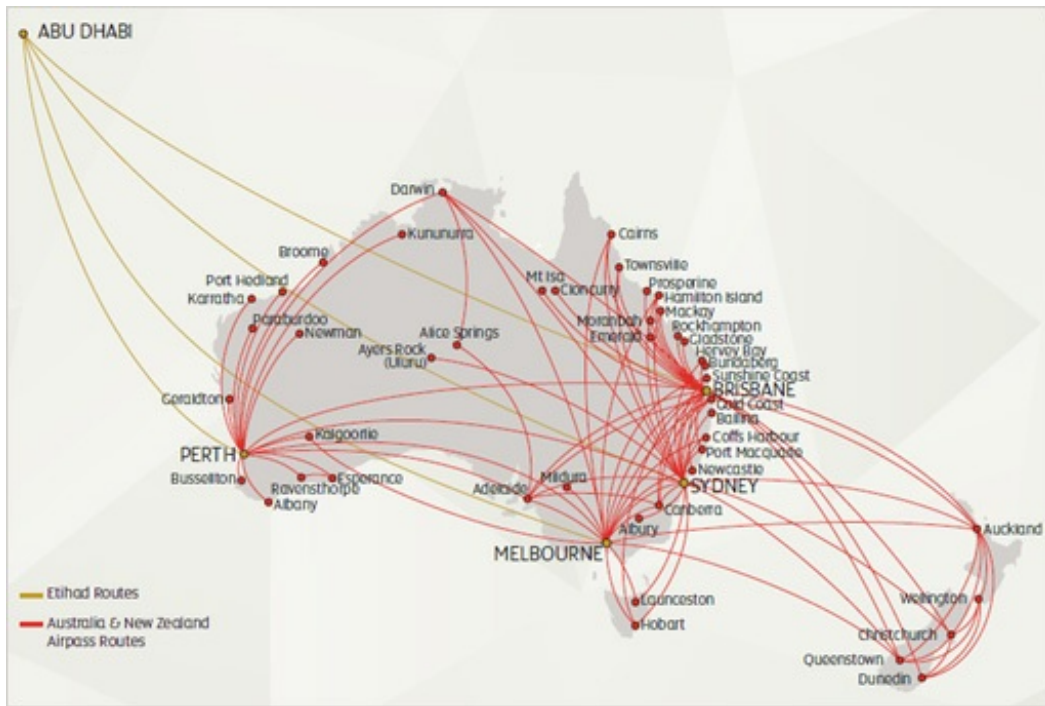 ABU DHABI
Darwin
Kununurra
Cairns
Broome
Townsville
Port Hedland
Mt Isa
Cloncurry
Prosperine
Karratha
Hamilton Island
Mackay
Paraburdoo
Newman
Moranbah
Rockhampton
Alice Springs
Emerald
Gladstone
Ayers Rock
(Uluru)
Hervey Bay
Bundaberg
Sunshine Coast
BRISBANE
Geraldton
Gold Coast
Ballina
Kalgoorlie
Coffs Harbour
PERTH
Port Macquarie
Newcastle
Busselton
Esperance
Mildura
SYDNEY
Ravensthorpe
Adelaide
Albany
Canberra
Albury
Auckland
MELBOURNE
Etihad Routes
Launceston
Wellington
Australia & New Zealand
Airpass Routes
Hobart
Christchurch
Queenstown
Dunedin